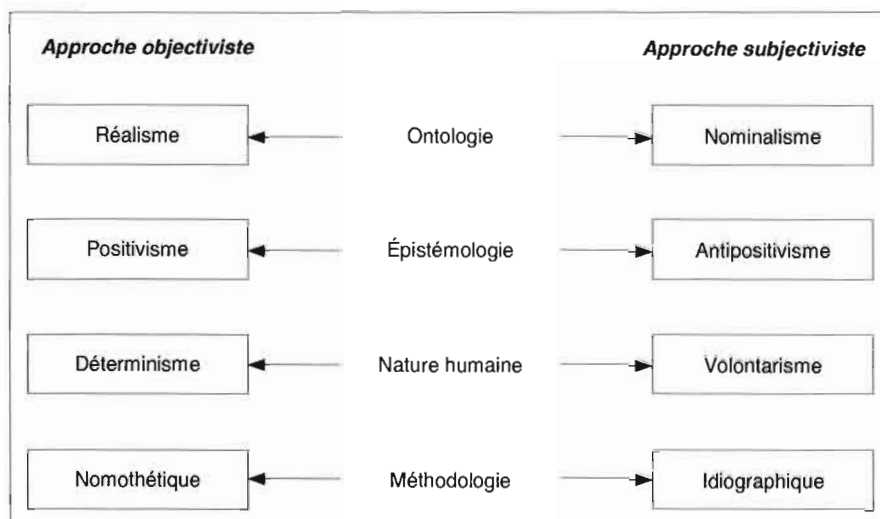 Approche objectiviste Approche subjectiviste
Réalisme Ontologie Nominalisme
Positivisme Épistémologie Antipositivisme
Déterminisme Nature humaine Volontarisme
Nomothétique Méthodologie Idiographique